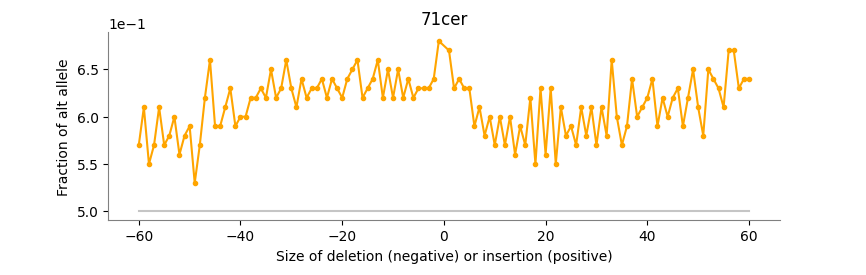 71cer
1e−1
Fraction of alt allele
6.5
6.0
5.5
5.0
−60 −40 −20 0 20 40 60
Size of deletion (negative) or insertion (positive)